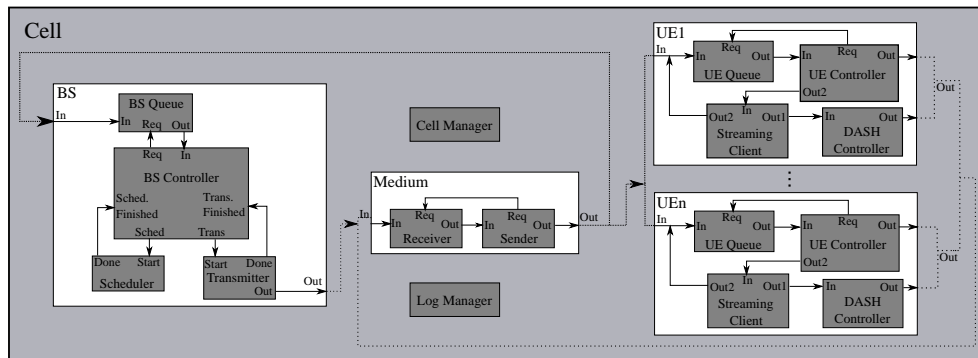 Cell
BS
In
BS Queue
In
Req Out
Req In
BS Controller
Sched. Finished
Trans. Finished
Sched Trans
Done Start
Scheduler
Start Done
Transmitter
Out
Out
Cell Manager
Medium
In
Req
In Out
Receiver
Req
In Out
Sender
Out
Log Manager
UE1
In
Req
In Out
UE Queue
Req
In Out
UE Controller
Out2
In
Out2 Out1
Streaming Client
In
DASH Controller
Out
UEn
In
Req
In Out
UE Queue
Req
In Out
UE Controller
Out2
In
Out2 Out1
Streaming Client
In
DASH Controller
Out